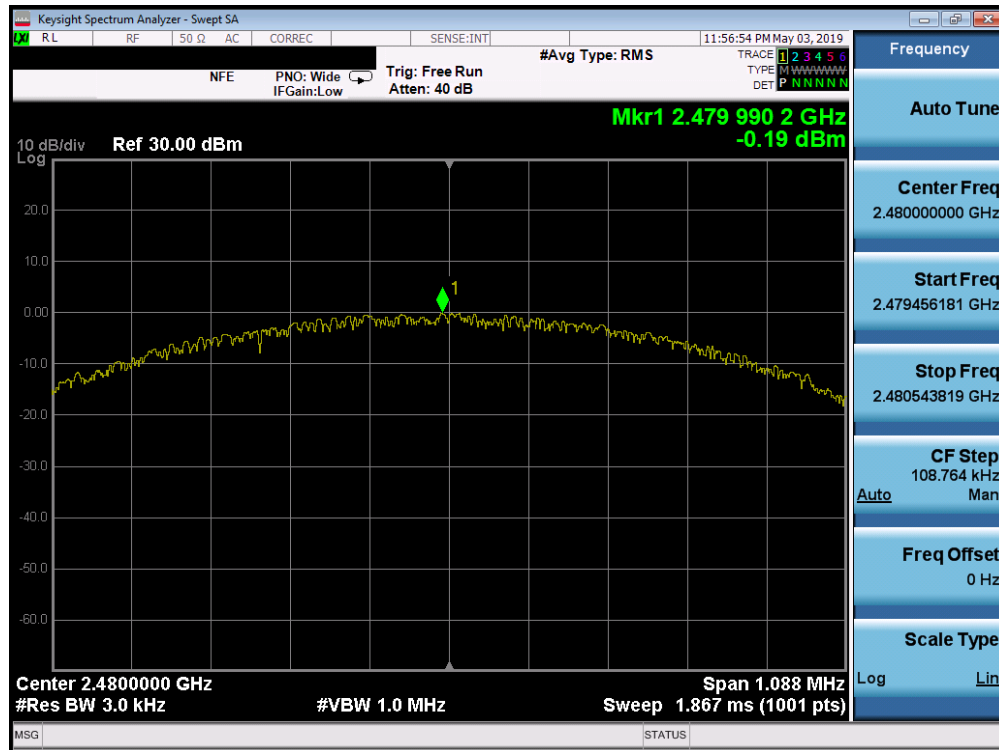 Keysight Spectrum Analyzer - Swept SA
LXI RL RF 50 Ω AC CORREC SENSE:INT 11:56:54 PM May 03, 2019
#Avg Type: RMS
TRACE 1 2 3 4 5 6
TYPE M W W W W W
DET P N N N N N
NFE
PNO: Wide
IFGain:Low
Trig: Free Run
Atten: 40 dB
Mkr1 2.479 990 2 GHz
-0.19 dBm
10 dB/div
Log
Ref 30.00 dBm
20.0
10.0
0.00
-10.0
-20.0
-30.0
-40.0
-50.0
-60.0
1
Center 2.4800000 GHz
Span 1.088 MHz
#Res BW 3.0 kHz
#VBW 1.0 MHz
Sweep 1.867 ms (1001 pts)
MSG
STATUS
Frequency
Auto Tune
Center Freq
2.480000000 GHz
Start Freq
2.479456181 GHz
Stop Freq
2.480543819 GHz
CF Step
108.764 kHz
Auto Man
Freq Offset
0 Hz
Scale Type
Log Lin